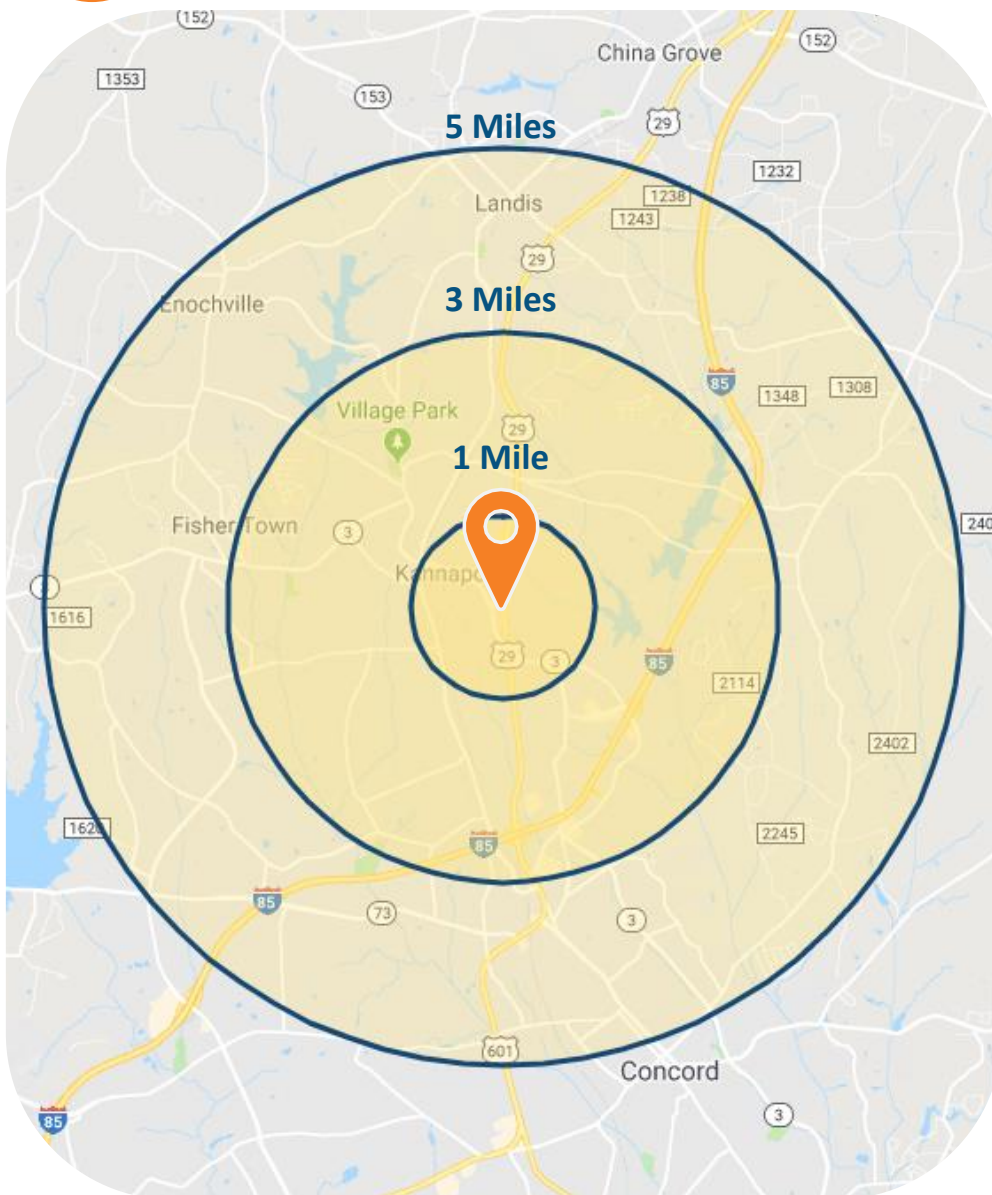 152
China Grove
152
1353
153
29
5 Miles
1232
1238
Landis
1243
29
3 Miles
Enochville
85
1348
1308
Village Park
29
1 Mile
Fisher Town
3
Kannapo
1616
29
3
85
2114
2402
1620
2245
85
85
73
3
601
Concord
85
3